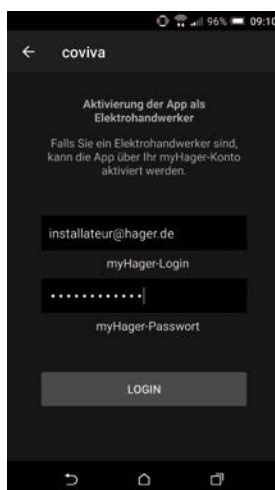 96% 09:10
coviva
Aktivierung der App als
Elektrohandwerker
Falls Sie ein Elektrohandwerker sind,
kann die App über Ihr myHager-Konto
aktiviert werden.
installateur@hager.de
myHager-Login
••••••••••••
myHager-Passwort
LOGIN